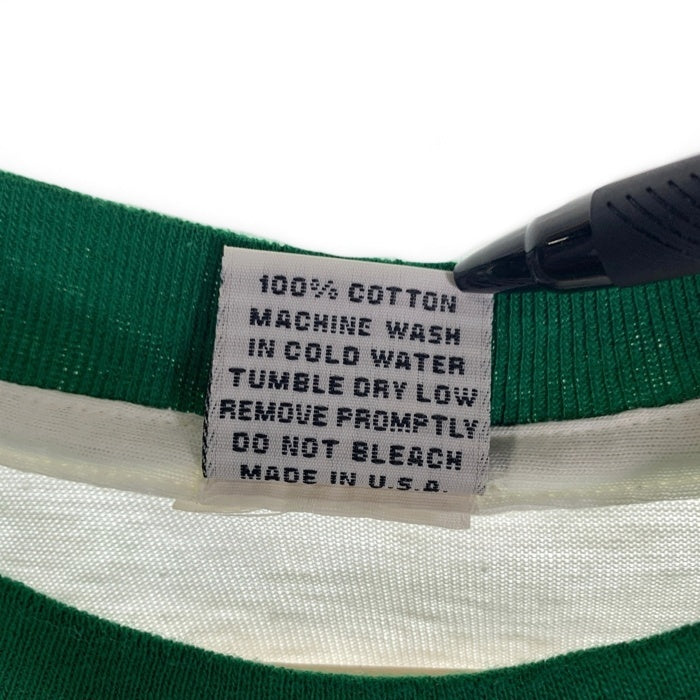 100% COTTON
MACHINE WASH
IN COLD WATER
TUMBLE DRY LOW
REMOVE PROMPTLY
DO NOT BLEACH
MADE IN U.S.A.